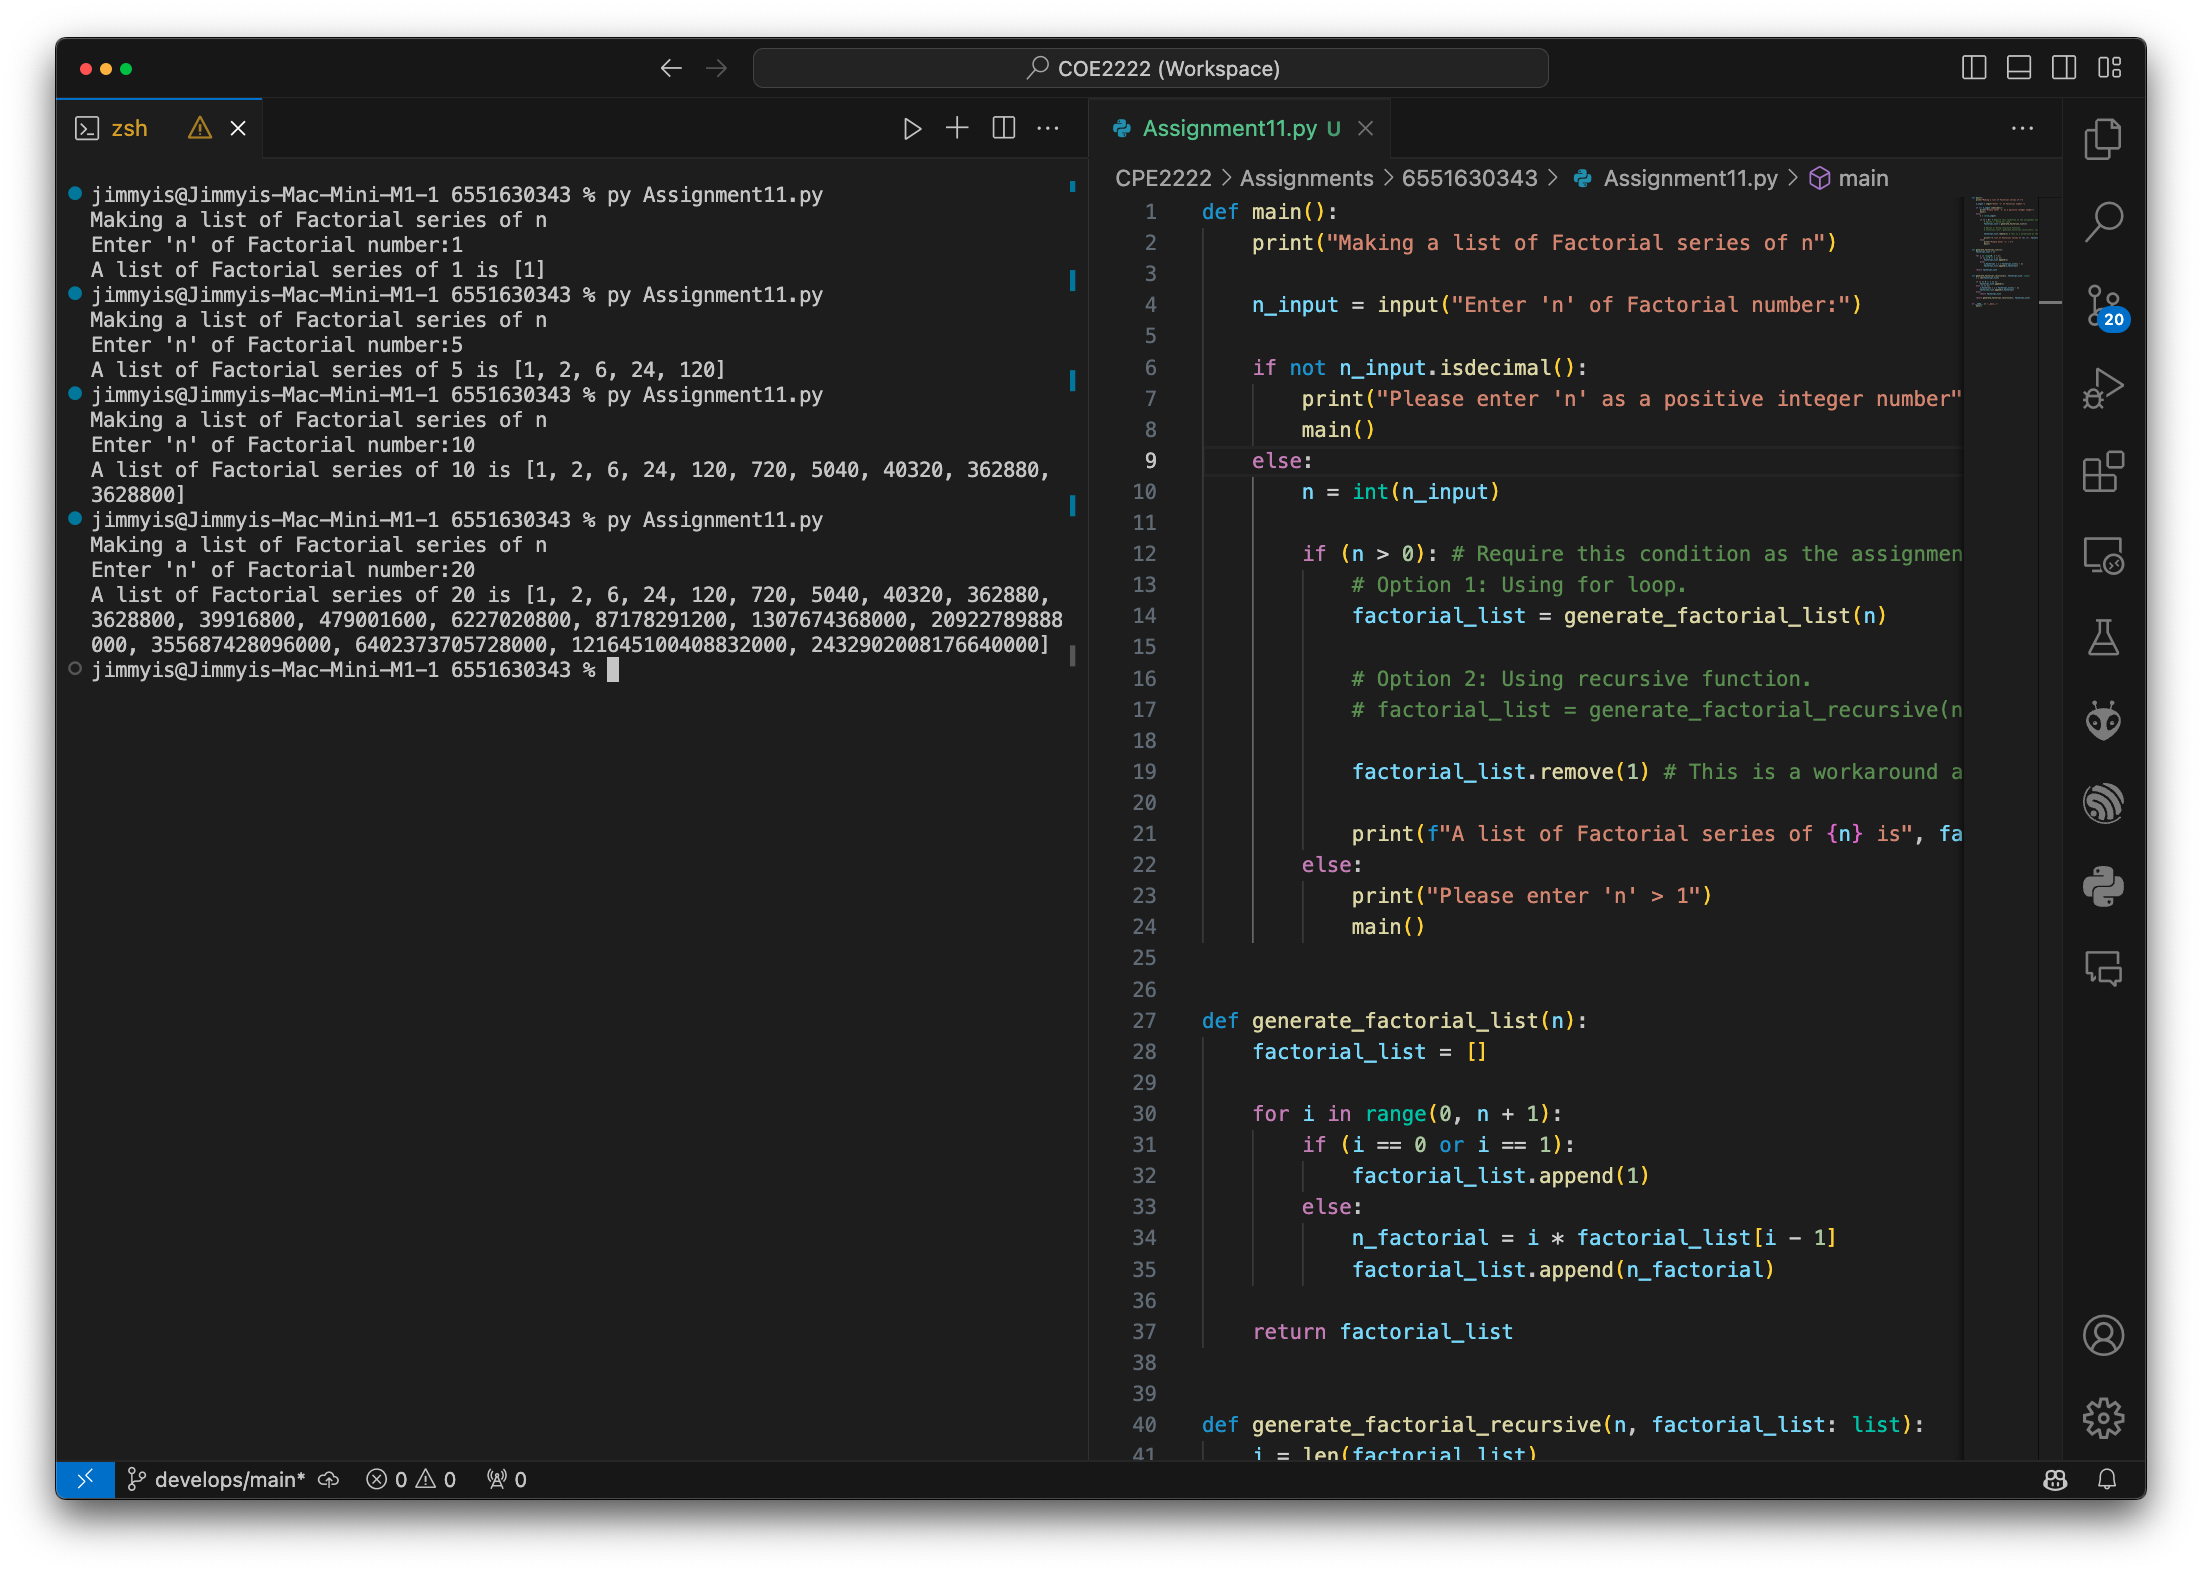 COE2222 (Workspace)
zsh
jimmyis@Jimmyis-Mac-Mini-M1-1 6551630343 % py Assignment11.py
Making a list of Factorial series of n
Enter 'n' of Factorial number:1
A list of Factorial series of 1 is [1]
jimmyis@Jimmyis-Mac-Mini-M1-1 6551630343 % py Assignment11.py
Making a list of Factorial series of n
Enter 'n' of Factorial number:5
A list of Factorial series of 5 is [1, 2, 6, 24, 120]
jimmyis@Jimmyis-Mac-Mini-M1-1 6551630343 % py Assignment11.py
Making a list of Factorial series of n
Enter 'n' of Factorial number:10
A list of Factorial series of 10 is [1, 2, 6, 24, 120, 720, 5040, 40320, 362880,
3628800]
jimmyis@Jimmyis-Mac-Mini-M1-1 6551630343 % py Assignment11.py
Making a list of Factorial series of n
Enter 'n' of Factorial number:20
A list of Factorial series of 20 is [1, 2, 6, 24, 120, 720, 5040, 40320, 362880,
3628800, 39916800, 479001600, 6227020800, 87178291200, 1307674368000, 20922789888
000, 355687428096000, 6402373705728000, 121645100408832000, 2432902008176640000]
jimmyis@Jimmyis-Mac-Mini-M1-1 6551630343 %
Assignment11.py U
CPE2222 > Assignments > 6551630343 > Assignment11.py > main
1 def main():
2 print("Making a list of Factorial series of n")
3
4 n_input = input("Enter 'n' of Factorial number:")
5
6 if not n_input.isdecimal():
7 print("Please enter 'n' as a positive integer number"
8 main()
9 else:
10 n = int(n_input)
11
12 if (n > 0): # Require this condition as the assignmen
13 # Option 1: Using for loop.
14 factorial_list = generate_factorial_list(n)
15
16 # Option 2: Using recursive function.
17 # factorial_list = generate_factorial_recursive(n
18
19 factorial_list.remove(1) # This is a workaround a
20
21 print(f"A list of Factorial series of {n} is", fa
22 else:
23 print("Please enter 'n' > 1")
24 main()
25
26
27 def generate_factorial_list(n):
28 factorial_list = []
29
30 for i in range(0, n + 1):
31 if (i == 0 or i == 1):
32 factorial_list.append(1)
33 else:
34 n_factorial = i * factorial_list[i - 1]
35 factorial_list.append(n_factorial)
36
37 return factorial_list
38
39
40 def generate_factorial_recursive(n, factorial_list: list):
41 i = len(factorial_list)
20
develops/main* 0 0 0